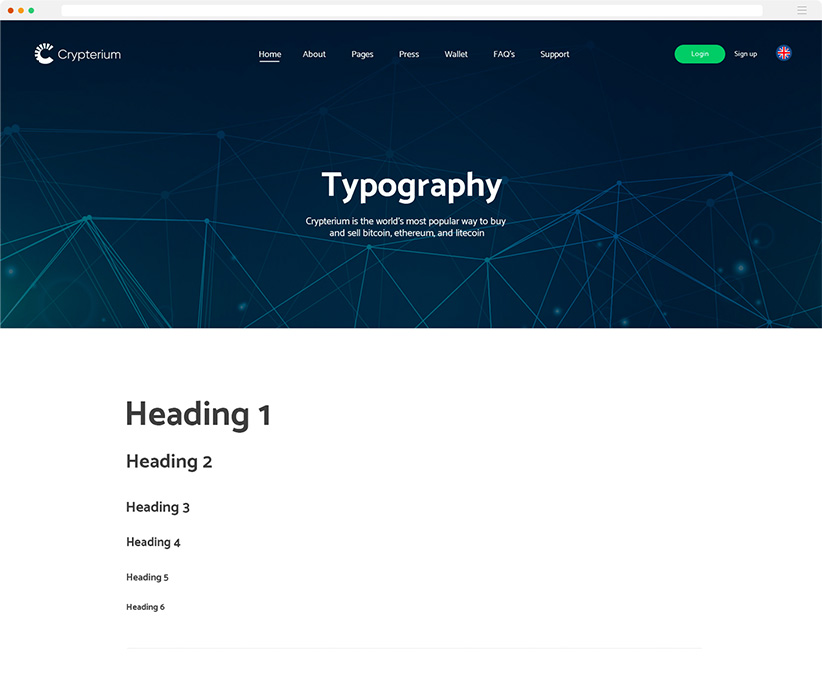 Crypterium
Home About Pages Press Wallet FAQ's Support
Login Sign up
Typography
Crypterium is the world's most popular way to buy
and sell bitcoin, ethereum, and litecoin
Heading 1
Heading 2
Heading 3
Heading 4
Heading 5
Heading 6